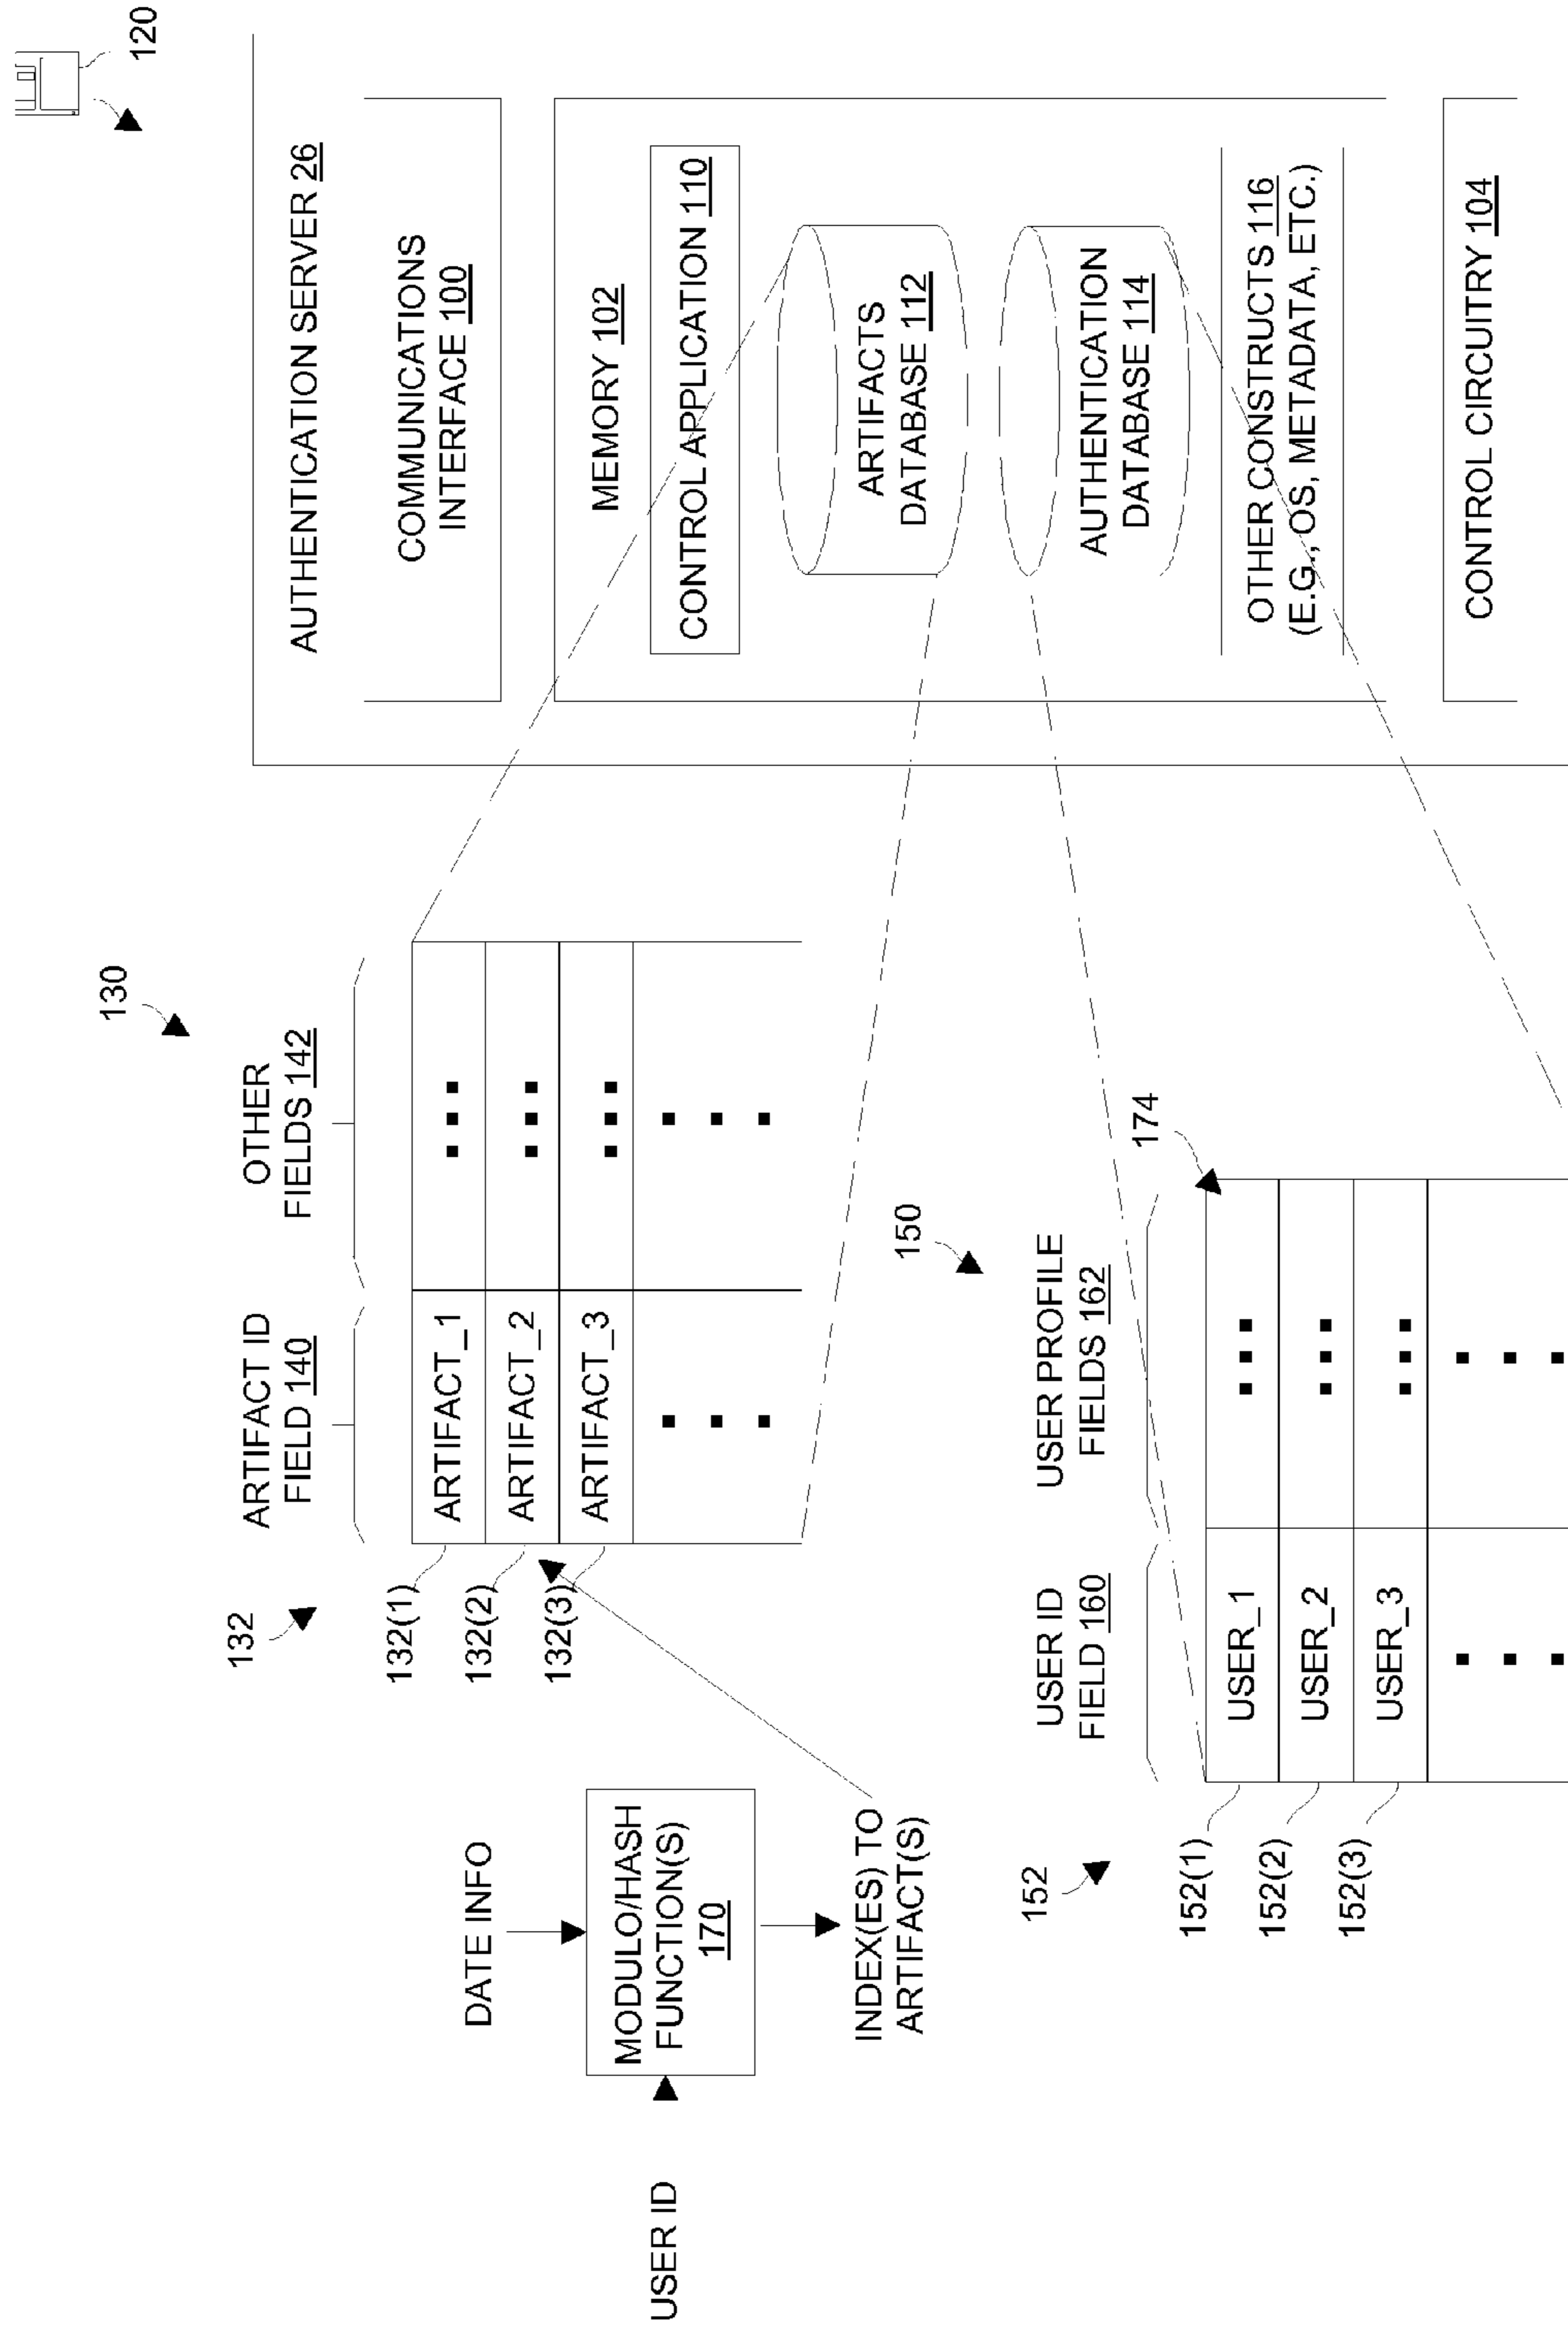 120
AUTHENTICATION SERVER 26
COMMUNICATIONS
INTERFACE 100
MEMORY 102
CONTROL APPLICATION 110
ARTIFACTS
DATABASE 112
AUTHENTICATION
DATABASE 114
OTHER CONSTRUCTS 116
(E.G., OS, METADATA, ETC.)
CONTROL CIRCUITRY 104
130
132
ARTIFACT ID
FIELD 140
OTHER
FIELDS 142
132(1)
ARTIFACT_1
132(2)
ARTIFACT_2
132(3)
ARTIFACT_3
DATE INFO
USER ID
MODULO/HASH
FUNCTION(S)
170
INDEX(ES) TO
ARTIFACT(S)
150
152
USER ID
FIELD 160
USER PROFILE
FIELDS 162
174
152(1)
USER_1
152(2)
USER_2
152(3)
USER_3